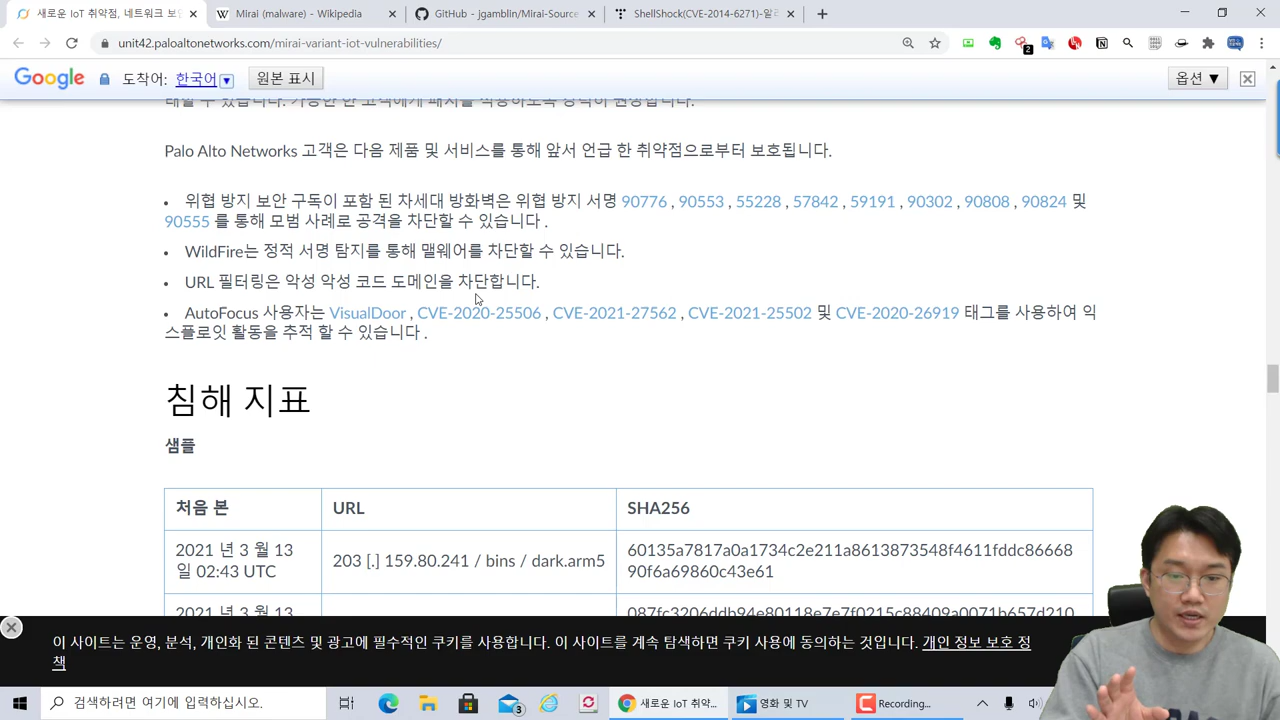 새로운 IoT 취약점, 네트워크 보안
Mirai (malware) - Wikipedia
GitHub - jgamblin/Mirai-Source
ShellShock(CVE-2014-6271)-알
unit42.paloaltonetworks.com/mirai-variant-iot-vulnerabilities/
2
Google 도착어: 한국어 원본 표시
옵션 ▼
Palo Alto Networks 고객은 다음 제품 및 서비스를 통해 앞서 언급 한 취약점으로부터 보호됩니다.
• 위협 방지 보안 구독이 포함 된 차세대 방화벽은 위협 방지 서명 90776 , 90553 , 55228 , 57842 , 59191 , 90302 , 90808 , 90824 및
90555 를 통해 모범 사례로 공격을 차단할 수 있습니다 .
• WildFire는 정적 서명 탐지를 통해 맬웨어를 차단할 수 있습니다.
• URL 필터링은 악성 악성 코드 도메인을 차단합니다.
• AutoFocus 사용자는 VisualDoor , CVE-2020-25506 , CVE-2021-27562 , CVE-2021-25502 및 CVE-2020-26919 태그를 사용하여 익
스플로잇 활동을 추적 할 수 있습니다 .
침해 지표
샘플
처음 본 URL SHA256
2021 년 3 월 13
일 02:43 UTC
203 [.] 159.80.241 / bins / dark.arm5
60135a7817a0a1734c2e211a8613873548f4611fddc86668
90f6a69860c43e61
2021 년 3 월 13
087fc3206ddb94e80118e7e7f0215c88409a0071b657d210
이 사이트는 운영, 분석, 개인화 된 콘텐츠 및 광고에 필수적인 쿠키를 사용합니다. 이 사이트를 계속 탐색하면 쿠키 사용에 동의하는 것입니다. 개인 정보 보호 정
책
검색하려면 여기에 입력하십시오.
3
새로운 IoT 취약...
영화 및 TV
Recording...